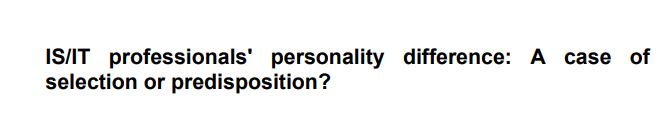 IS/IT professionals' personality difference: A case of
selection or predisposition?